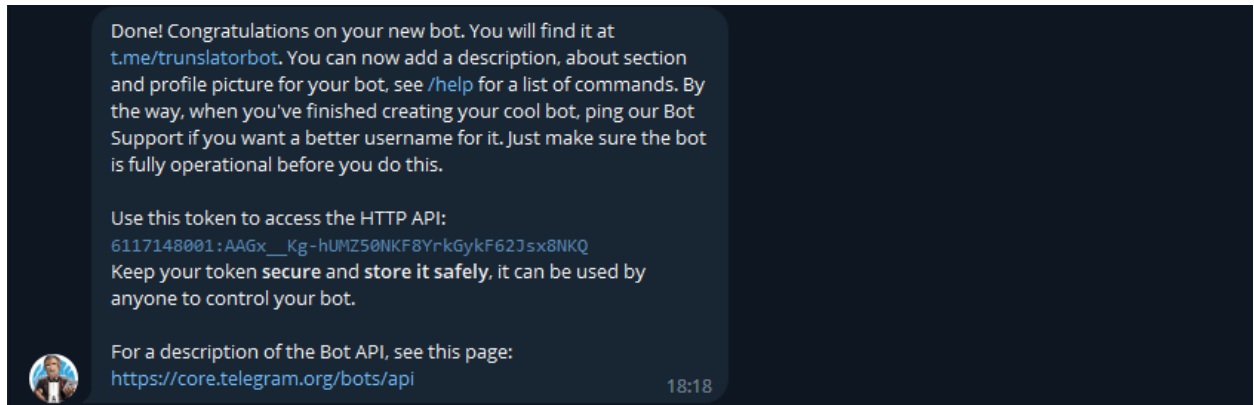 Done! Congratulations on your new bot. You will find it at
t.me/trunslatorbot. You can now add a description, about section
and profile picture for your bot, see /help for a list of commands. By
the way, when you've finished creating your cool bot, ping our Bot
Support if you want a better username for it. Just make sure the bot
is fully operational before you do this.

Use this token to access the HTTP API:
6117148001:AAGx__Kg-hUMZ50NKF8YrkGykF62Jsx8NKQ
Keep your token secure and store it safely, it can be used by
anyone to control your bot.

For a description of the Bot API, see this page:
https://core.telegram.org/bots/api
18:18